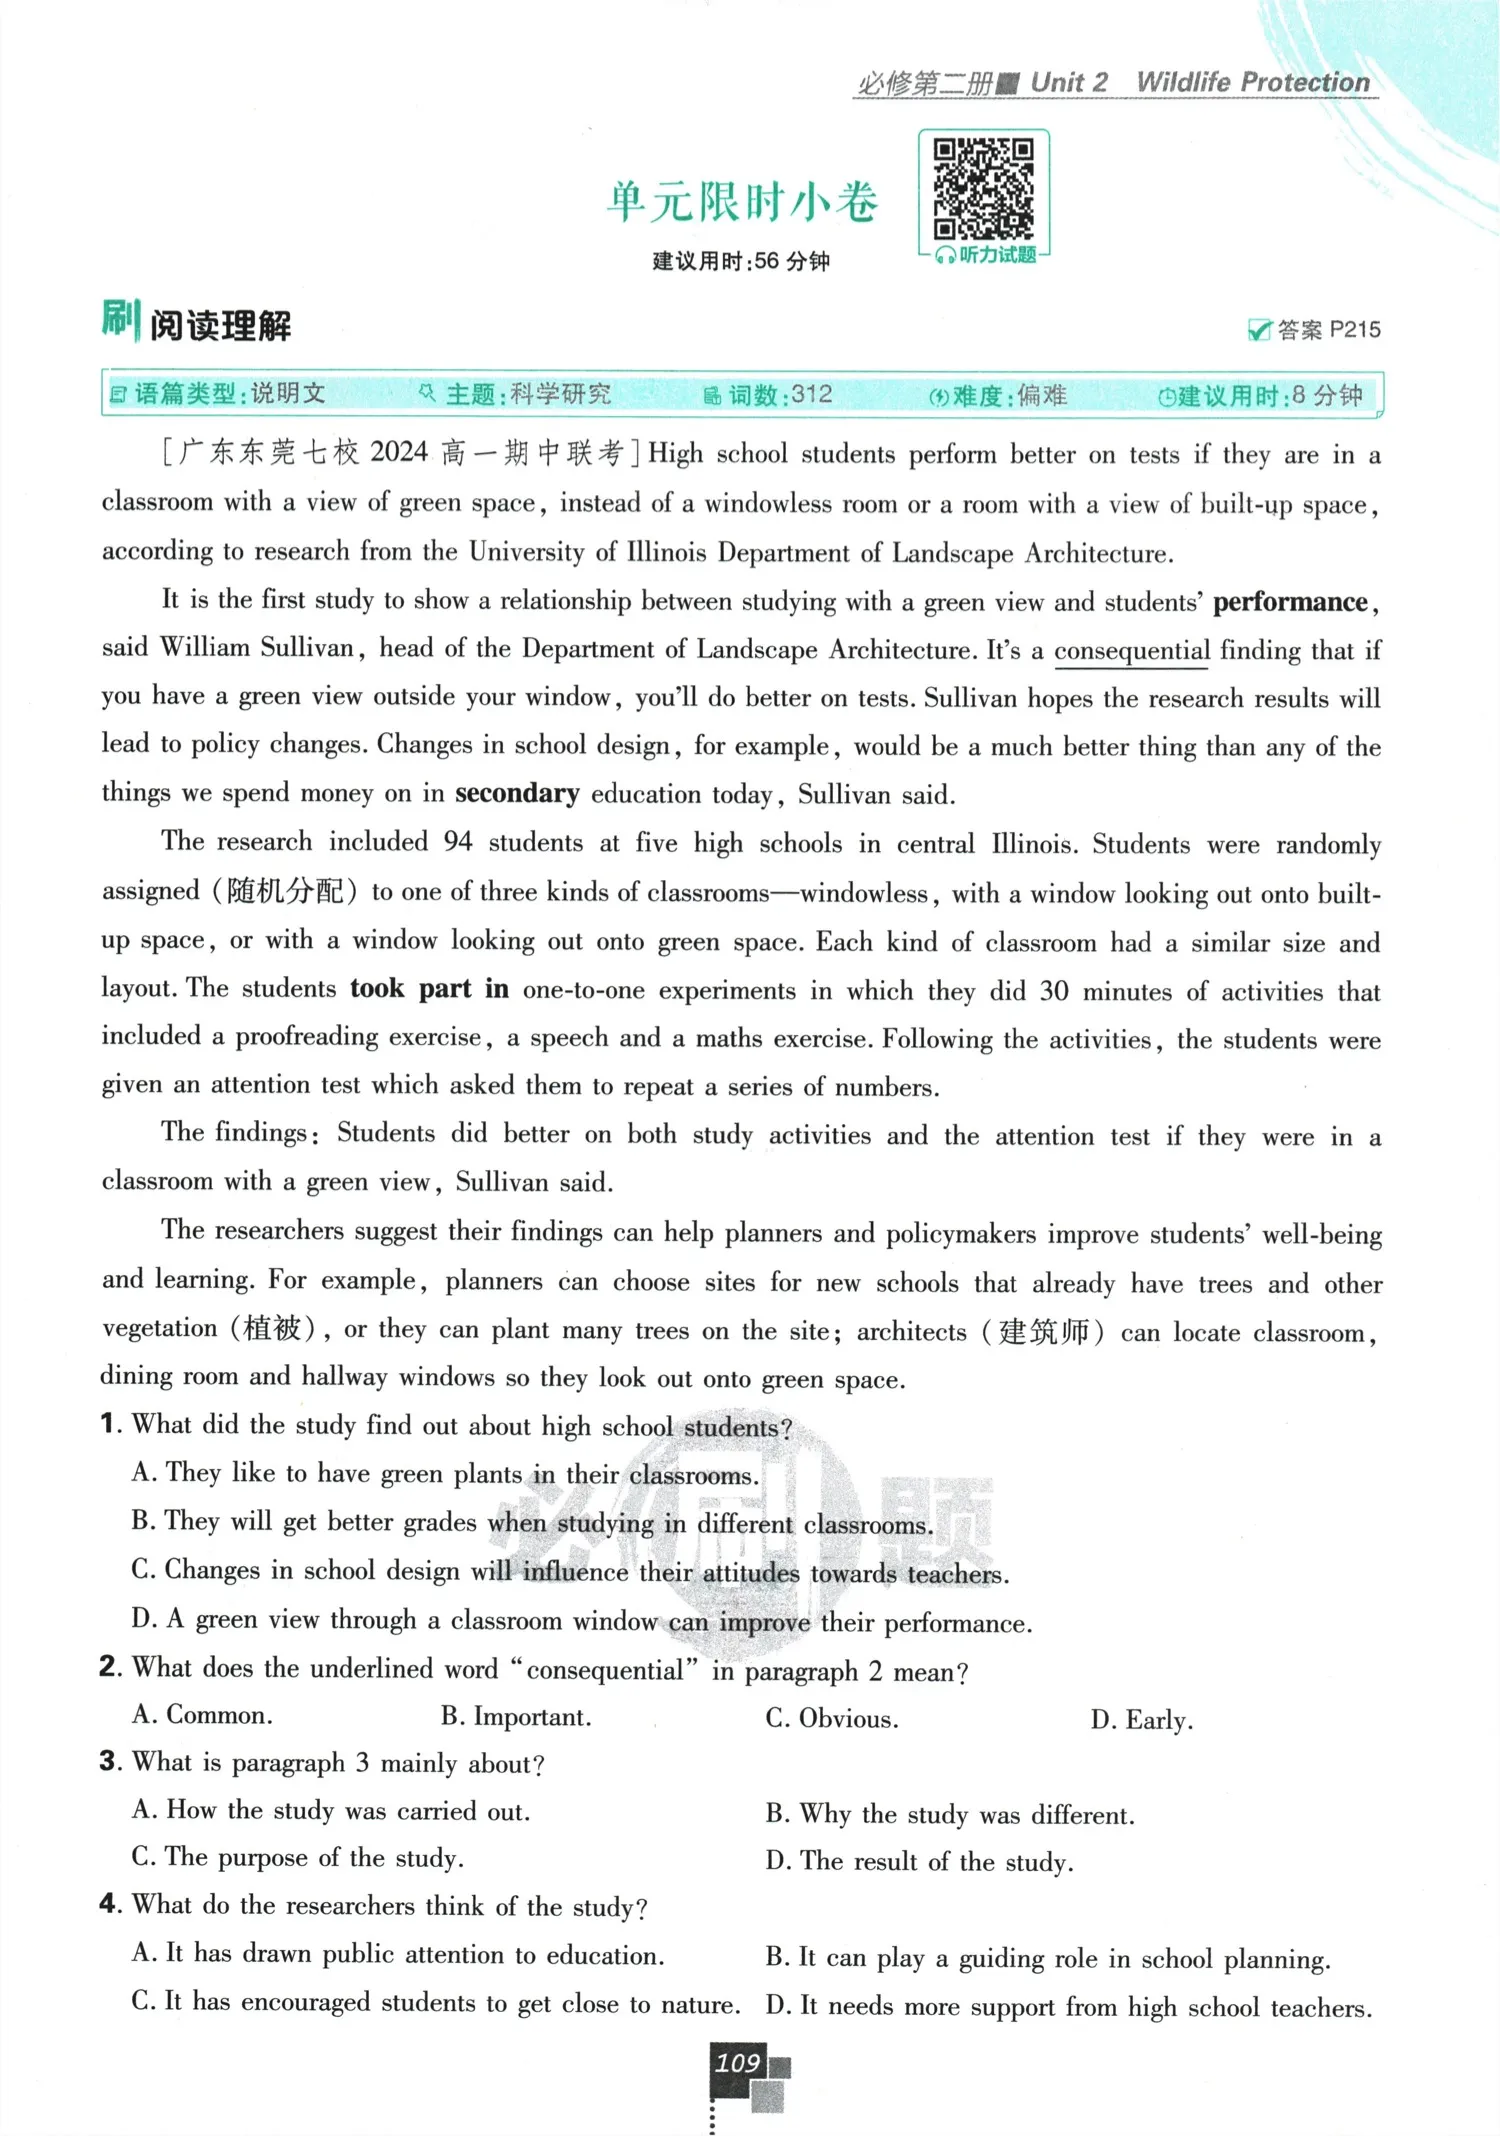 必修第二册 Unit 2 Wildlife Protection
单元限时小卷
建议用时:56 分钟
听力试题
刷 阅读理解
答案 P215
语篇类型:说明文 主题:科学研究 词数:312 难度:偏难 建议用时:8 分钟
[广东东莞七校 2024 高一期中联考] High school students perform better on tests if they are in a
classroom with a view of green space, instead of a windowless room or a room with a view of built-up space,
according to research from the University of Illinois Department of Landscape Architecture.
It is the first study to show a relationship between studying with a green view and students' performance,
said William Sullivan, head of the Department of Landscape Architecture. It's a consequential finding that if
you have a green view outside your window, you'll do better on tests. Sullivan hopes the research results will
lead to policy changes. Changes in school design, for example, would be a much better thing than any of the
things we spend money on in secondary education today, Sullivan said.
The research included 94 students at five high schools in central Illinois. Students were randomly
assigned (随机分配) to one of three kinds of classrooms—windowless, with a window looking out onto built-
up space, or with a window looking out onto green space. Each kind of classroom had a similar size and
layout. The students took part in one-to-one experiments in which they did 30 minutes of activities that
included a proofreading exercise, a speech and a maths exercise. Following the activities, the students were
given an attention test which asked them to repeat a series of numbers.
The findings: Students did better on both study activities and the attention test if they were in a
classroom with a green view, Sullivan said.
The researchers suggest their findings can help planners and policymakers improve students' well-being
and learning. For example, planners can choose sites for new schools that already have trees and other
vegetation (植被), or they can plant many trees on the site; architects (建筑师) can locate classroom,
dining room and hallway windows so they look out onto green space.
1. What did the study find out about high school students?
A. They like to have green plants in their classrooms.
B. They will get better grades when studying in different classrooms.
C. Changes in school design will influence their attitudes towards teachers.
D. A green view through a classroom window can improve their performance.
2. What does the underlined word "consequential" in paragraph 2 mean?
A. Common. B. Important. C. Obvious. D. Early.
3. What is paragraph 3 mainly about?
A. How the study was carried out. B. Why the study was different.
C. The purpose of the study. D. The result of the study.
4. What do the researchers think of the study?
A. It has drawn public attention to education. B. It can play a guiding role in school planning.
C. It has encouraged students to get close to nature. D. It needs more support from high school teachers.
必刷题
109